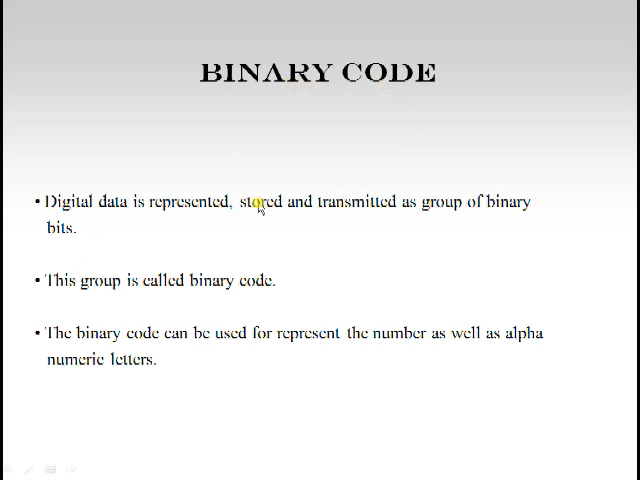 BINARY CODE
• Digital data is represented, stored and transmitted as group of binary
bits.
• This group is called binary code.
• The binary code can be used for represent the number as well as alpha
numeric letters.